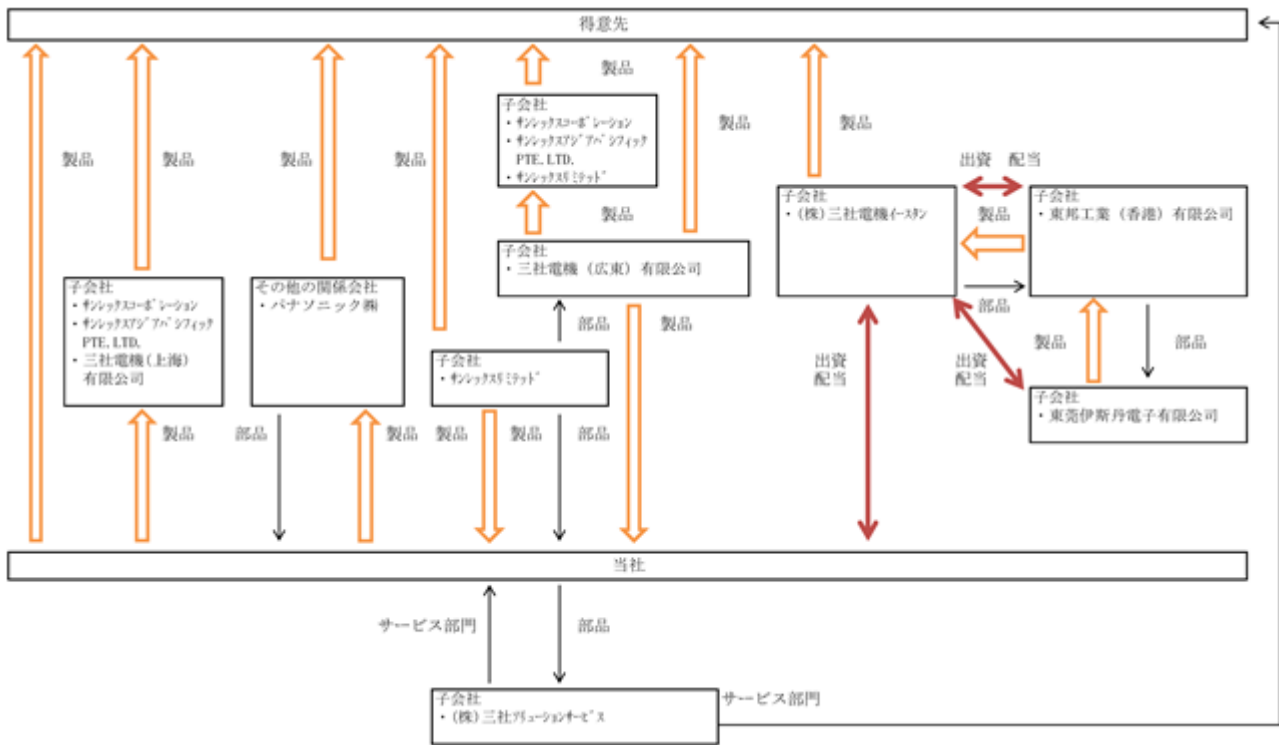 得意先
製品
子会社
・サンレックスコーポレーション
・サンレックスアジアパシフィック
PTE. LTD.
・サンレックスリミテッド
製品
製品
製品
製品
製品
製品
出資 配当
子会社
・(株)三社電機イースタン
製品
子会社
・東邦工業（香港）有限公司
製品
子会社
・三社電機（広東）有限公司
子会社
・サンレックスコーポレーション
・サンレックスアジアパシフィック
PTE. LTD.
・三社電機(上海)
有限公司
その他の関係会社
・パナソニック㈱
部品
部品
製品
子会社
・サンレックスリミテッド
出資
配当
出資
配当
製品
部品
子会社
・東莞伊斯丹電子有限公司
製品
部品
製品
製品
製品
部品
当社
サービス部門
部品
子会社
・(株)三社ソリューションサービス
サービス部門